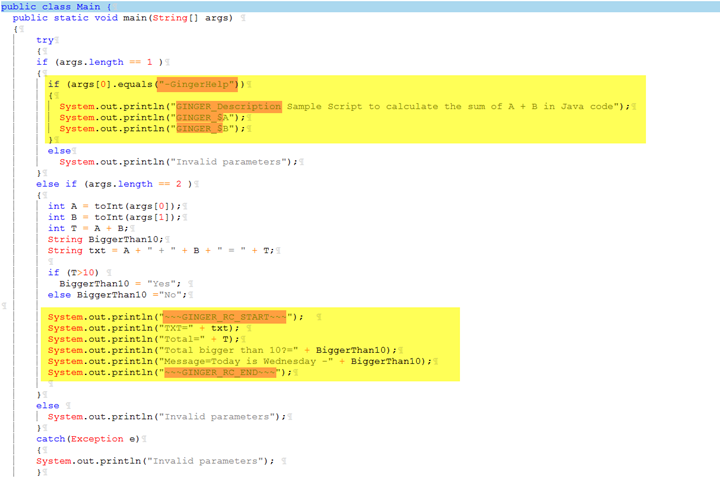 public class Main {
public static void main(String[] args)
{
try
{
if (args.length == 1 )
{
if (args[0].equals("-GingerHelp"))
{
System.out.println("GINGER_Description Sample Script to calculate the sum of A + B in Java code");
System.out.println("GINGER_$A");
System.out.println("GINGER_$B");
}
else
System.out.println("Invalid parameters");
}
else if (args.length == 2 )
{
int A = toInt(args[0]);
int B = toInt(args[1]);
int T = A + B;
String BiggerThan10;
String txt = A + " + " + B + " = " + T;
if (T>10)
BiggerThan10 = "Yes";
else BiggerThan10 ="No";
System.out.println("~~~GINGER_RC_START~~~");
System.out.println("TXT=" + txt);
System.out.println("Total=" + T);
System.out.println("Total bigger than 10?=" + BiggerThan10);
System.out.println("Message=Today is Wednesday -" + BiggerThan10);
System.out.println("~~~GINGER_RC_END~~~");
}
else
System.out.println("Invalid parameters");
}
catch(Exception e)
{
System.out.println("Invalid parameters");
}